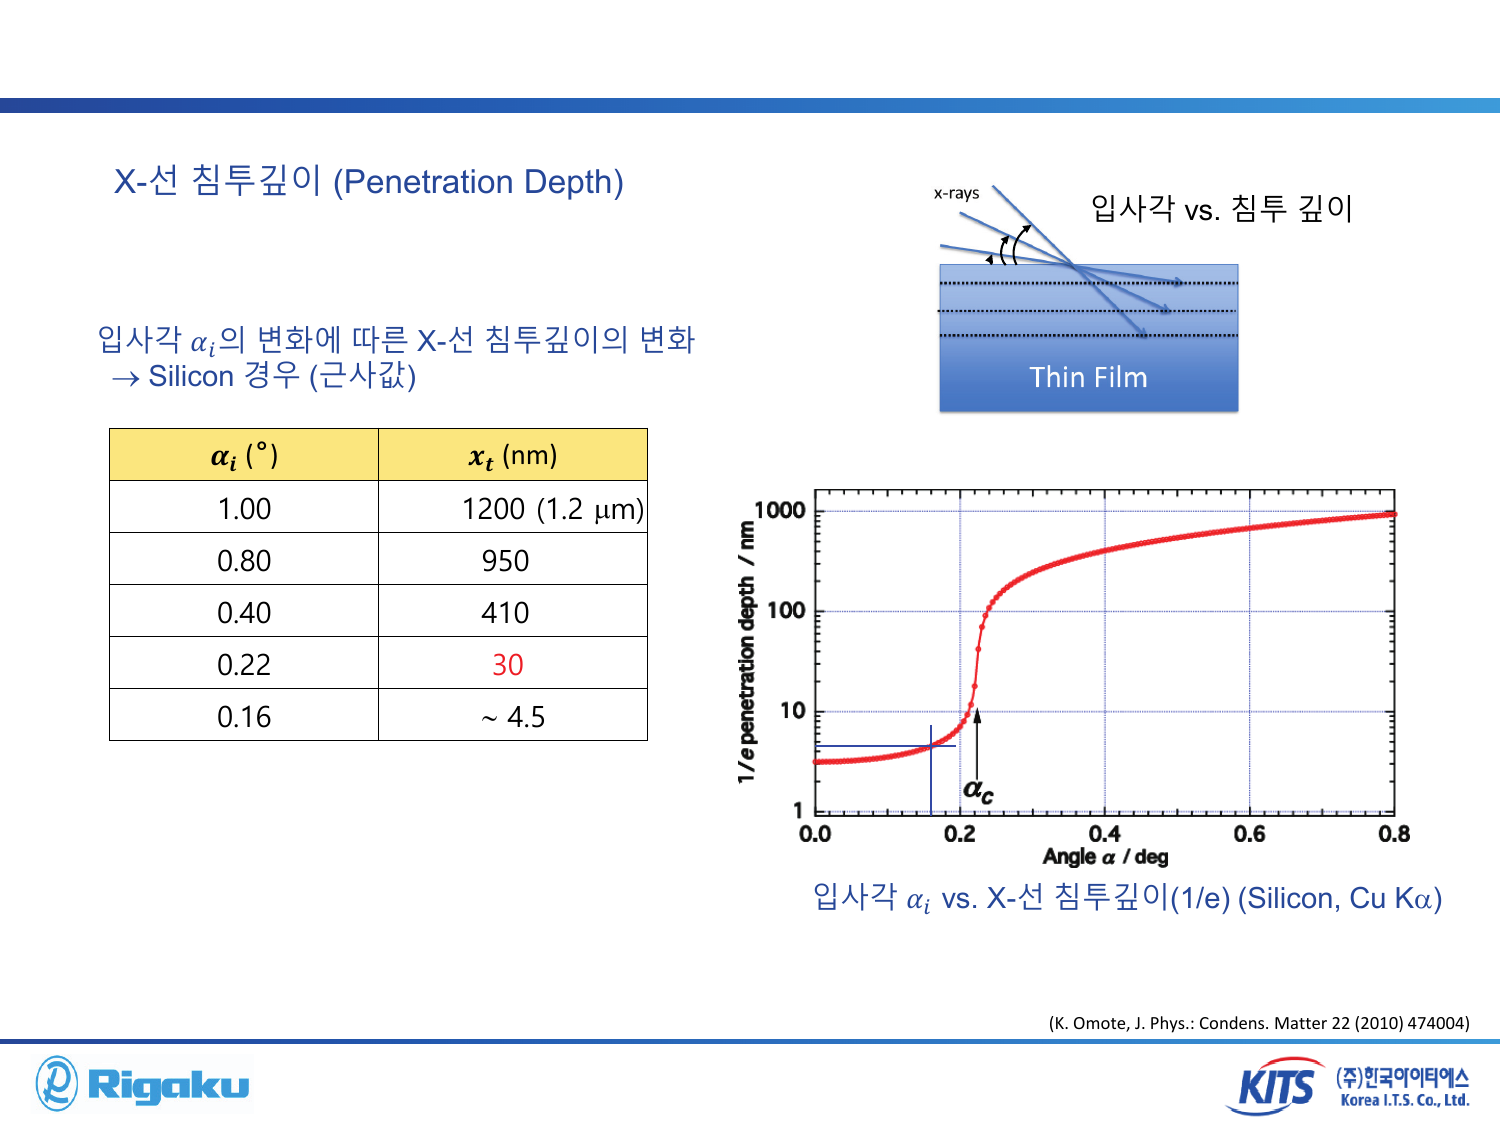 X-선 침투깊이 (Penetration Depth)
x-rays
입사각 vs. 침투 깊이
Thin Film
입사각 αi의 변화에 따른 X-선 침투깊이의 변화
→ Silicon 경우 (근사값)
αi (°) xt (nm)
1.00 1200 (1.2 μm)
0.80 950
0.40 410
0.22 30
0.16 ~ 4.5
1/e penetration depth / nm
1000
100
10
1
αc
0.0 0.2 0.4 0.6 0.8
Angle α / deg
입사각 αi vs. X-선 침투깊이(1/e) (Silicon, Cu Kα)
(K. Omote, J. Phys.: Condens. Matter 22 (2010) 474004)
Rigaku
KITS
(주)한국아이티에스
Korea I.T.S. Co., Ltd.